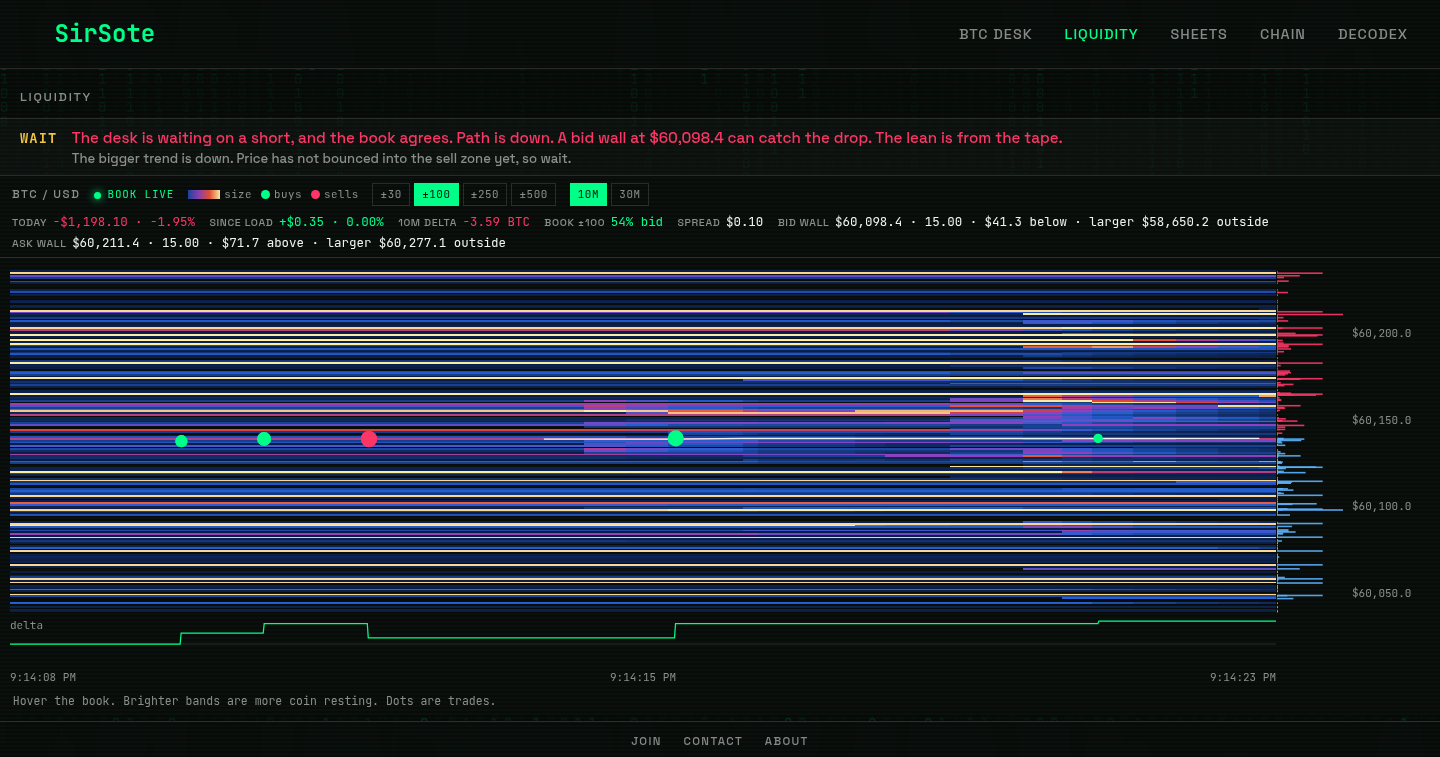 SirSote
BTC DESK LIQUIDITY SHEETS CHAIN DECODEX
LIQUIDITY
WAIT The desk is waiting on a short, and the book agrees. Path is down. A bid wall at $60,098.4 can catch the drop. The lean is from the tape.
The bigger trend is down. Price has not bounced into the sell zone yet, so wait.
BTC / USD BOOK LIVE size buys sells ±30 ±100 ±250 ±500 10M 30M
TODAY -$1,198.10 · -1.95% SINCE LOAD +$0.35 · 0.00% 10M DELTA -3.59 BTC BOOK ±100 54% bid SPREAD $0.10 BID WALL $60,098.4 · 15.00 · $41.3 below · larger $58,650.2 outside
ASK WALL $60,211.4 · 15.00 · $71.7 above · larger $60,277.1 outside
$60,200.0
$60,150.0
$60,100.0
$60,050.0
delta
9:14:08 PM 9:14:15 PM 9:14:23 PM
Hover the book. Brighter bands are more coin resting. Dots are trades.
JOIN CONTACT ABOUT